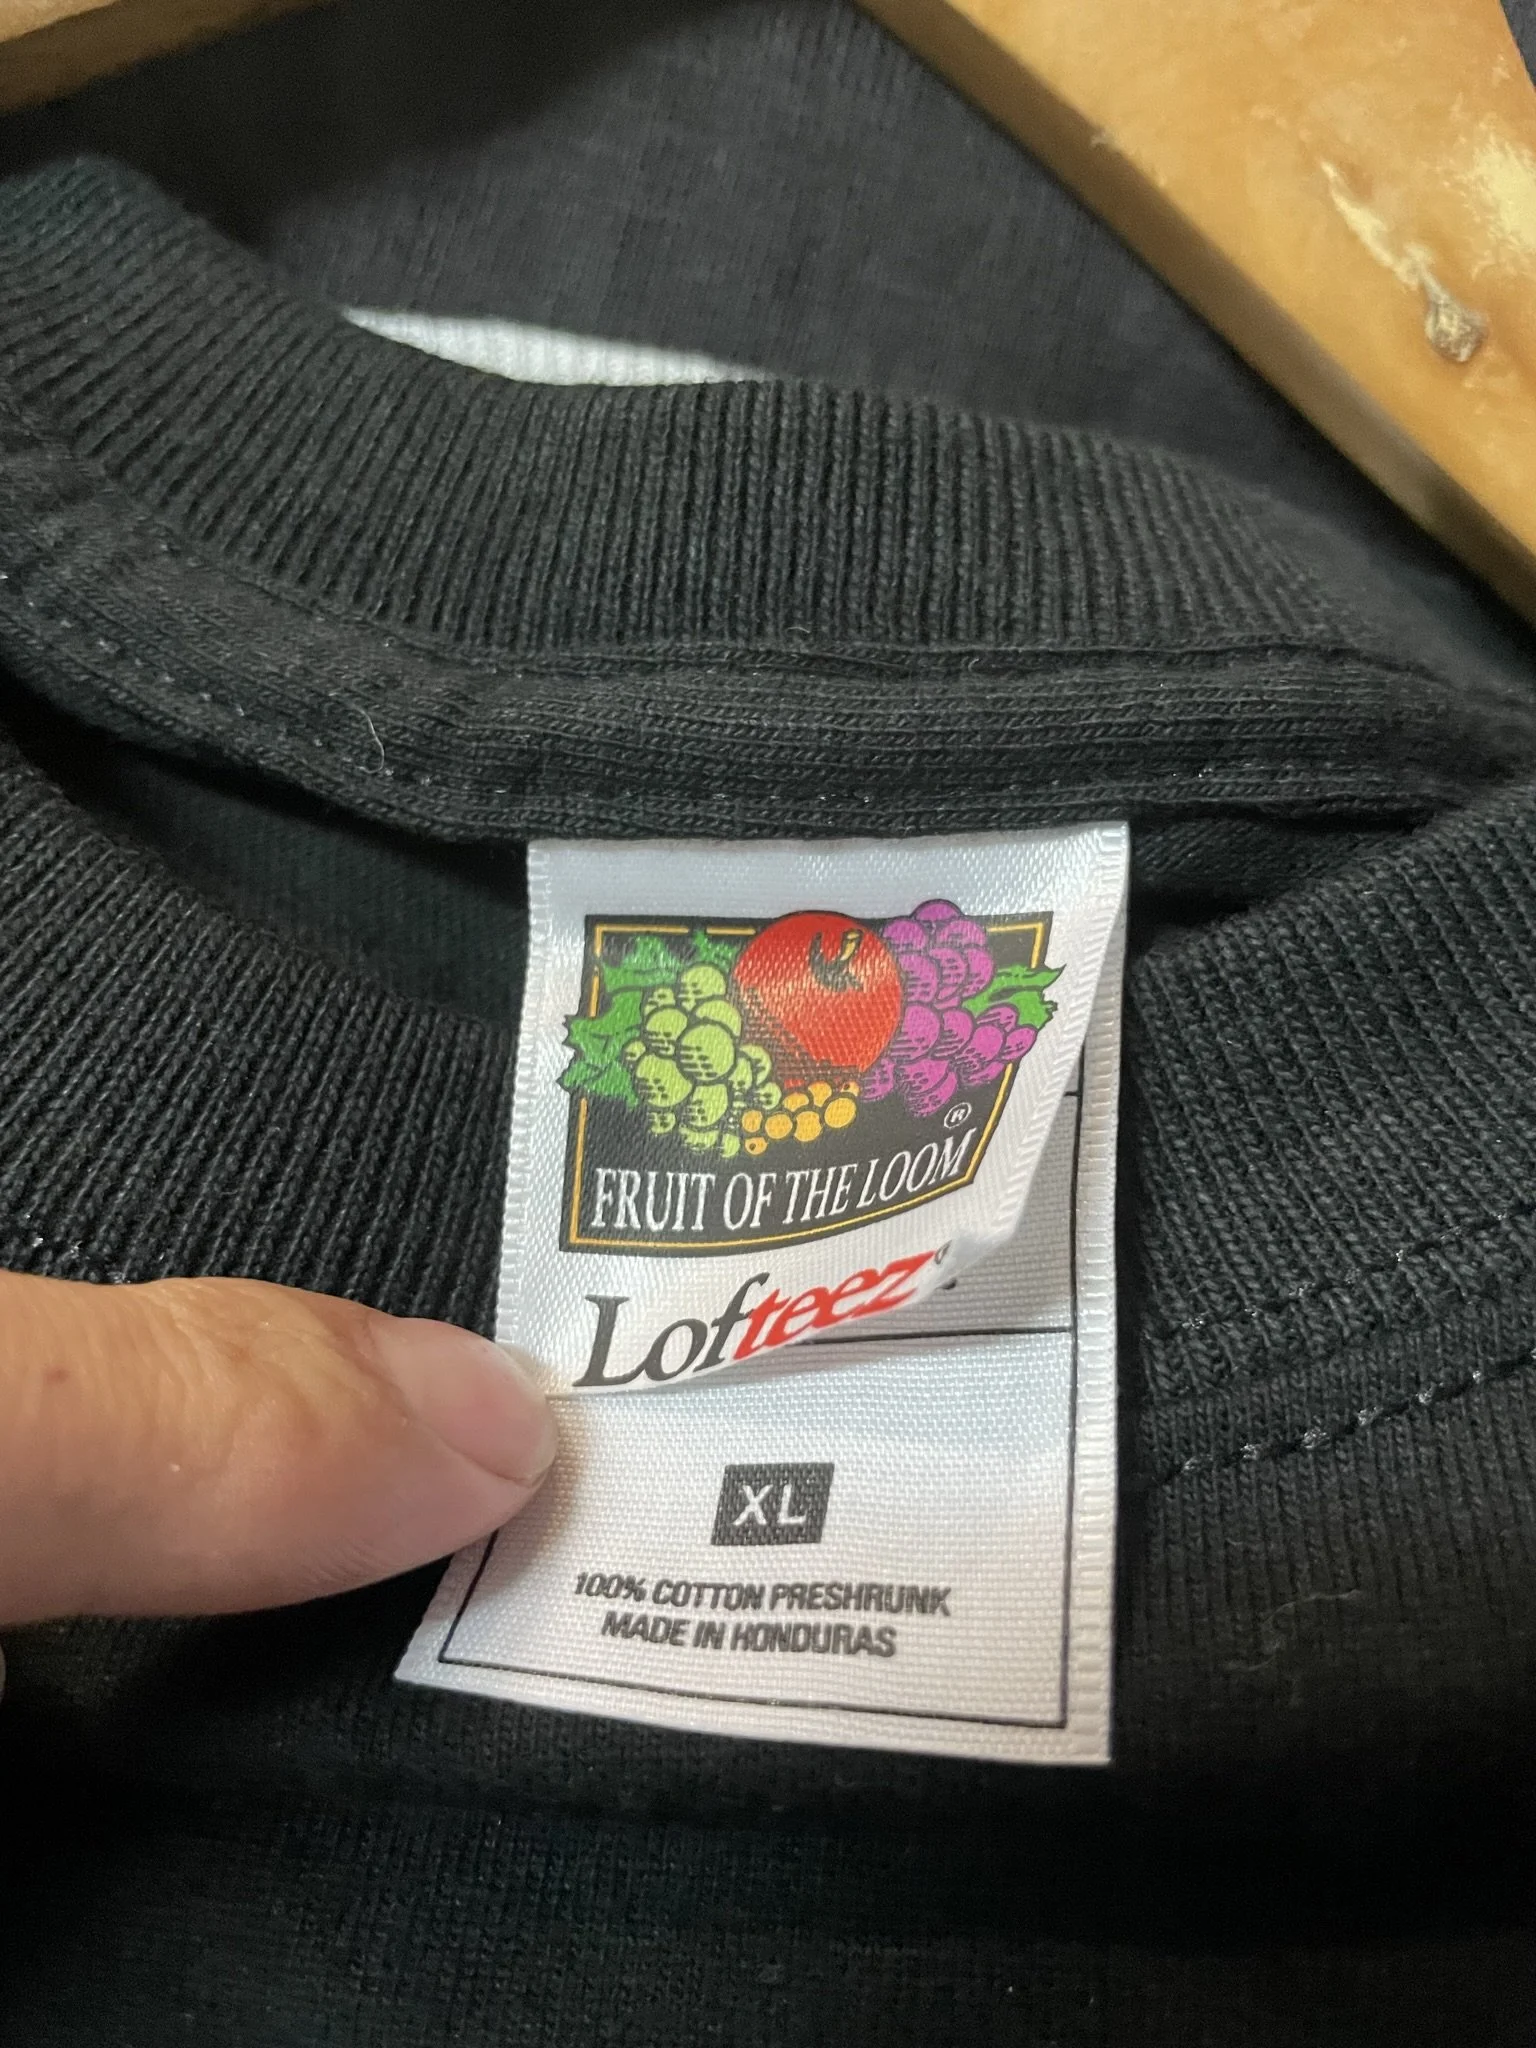 ®
FRUIT OF THE LOOM
Lofteez
XL
100% COTTON PRESHRUNK
MADE IN HONDURAS